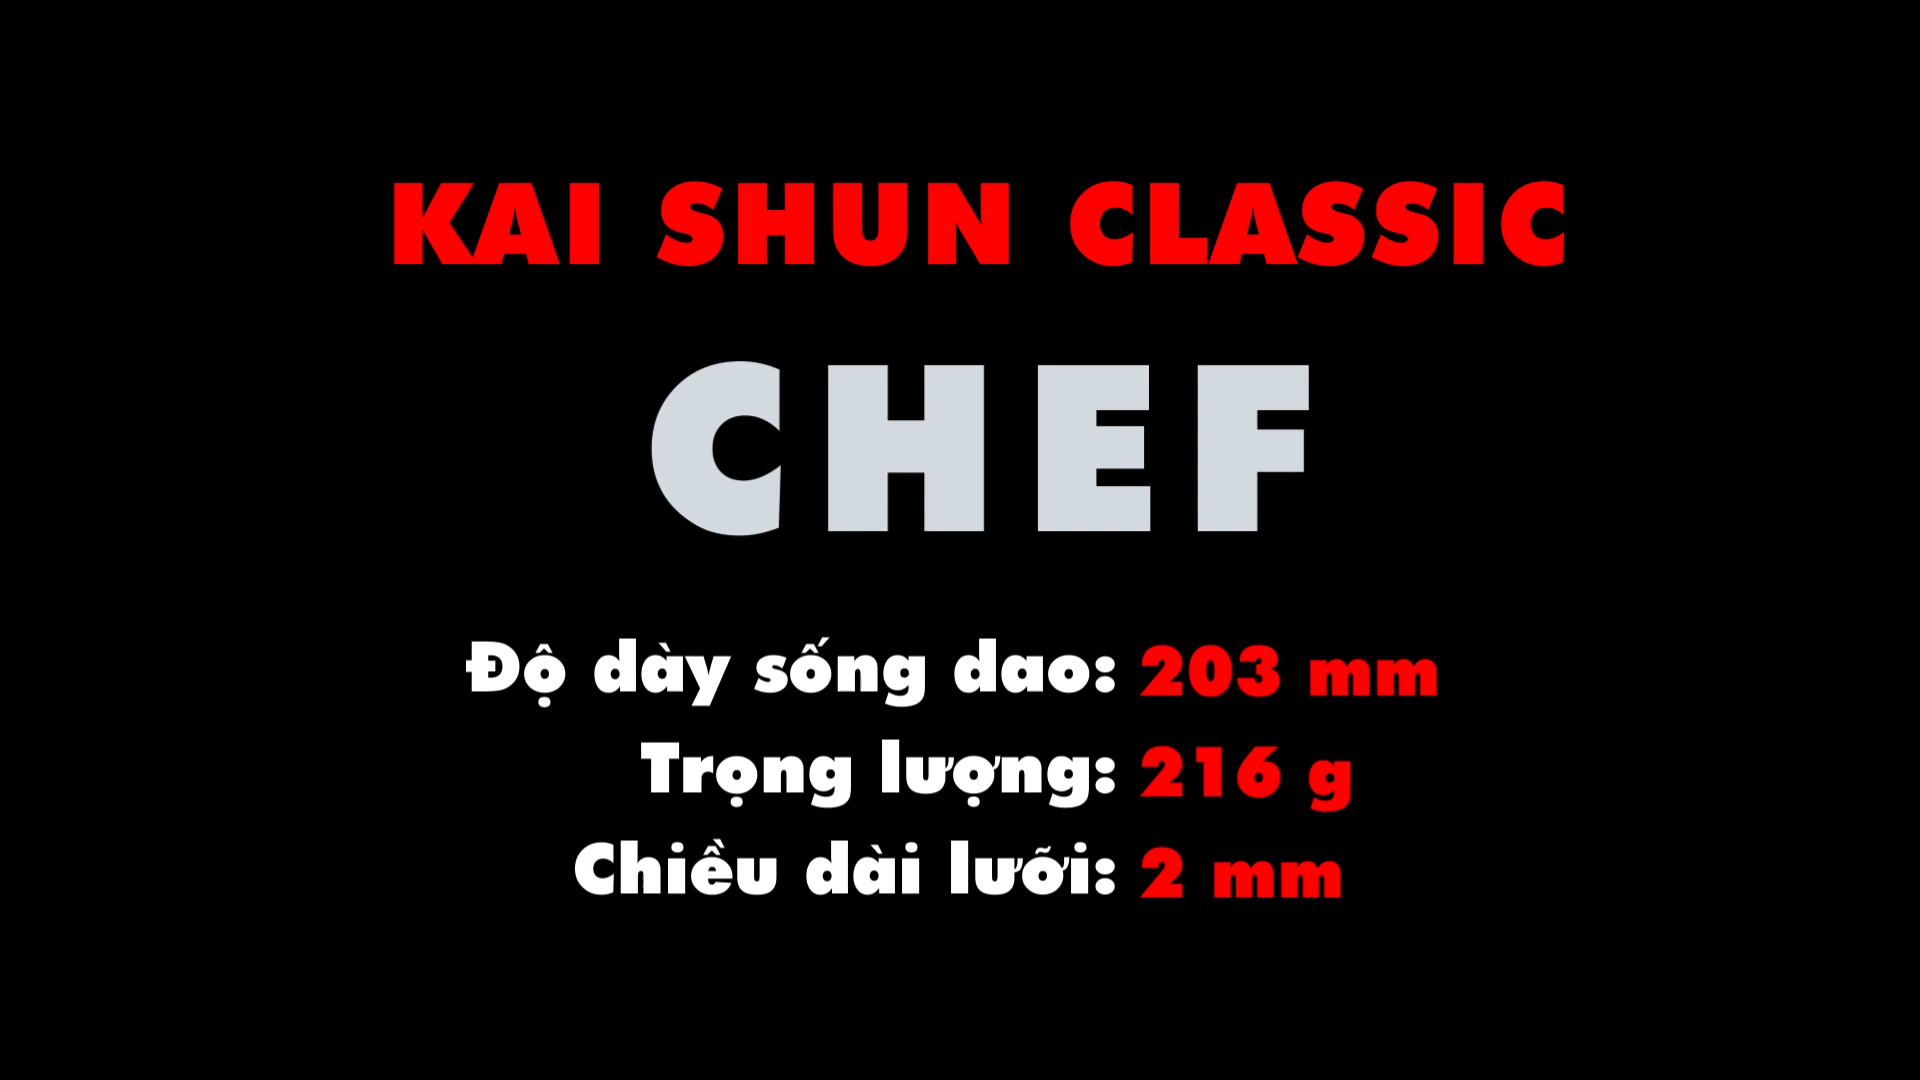 KAI SHUN CLASSIC
CHEF
Độ dày sống dao: 203 mm
Trọng lượng: 216 g
Chiều dài lưỡi: 2 mm